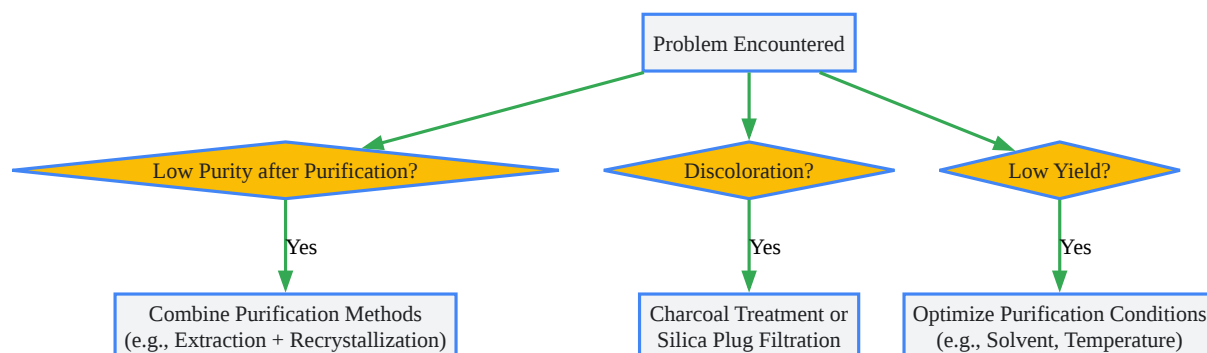 Problem Encountered
Low Purity after Purification?
Discoloration?
Low Yield?
Yes
Yes
Yes
Combine Purification Methods
(e.g., Extraction + Recrystallization)
Charcoal Treatment or
Silica Plug Filtration
Optimize Purification Conditions
(e.g., Solvent, Temperature)